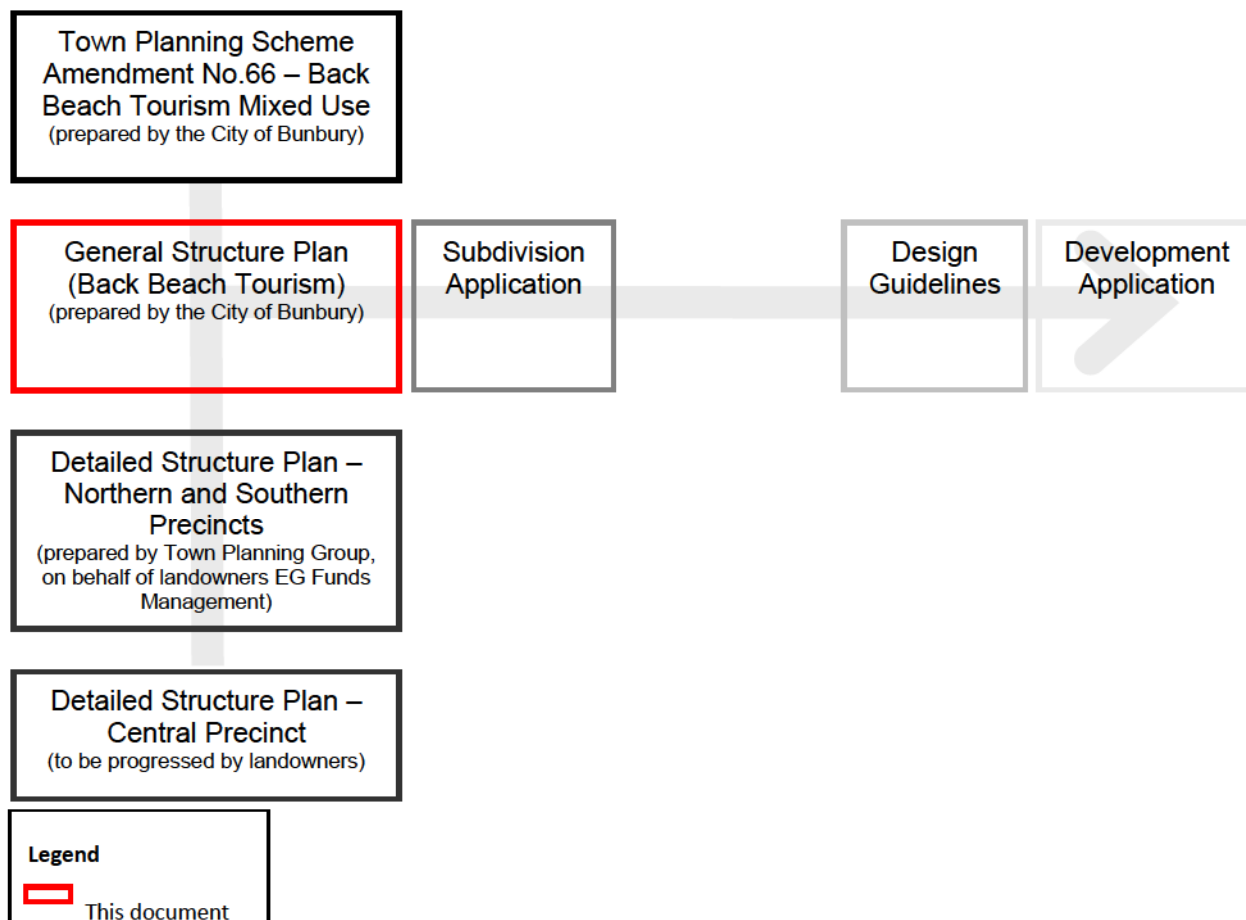 Town Planning Scheme
Amendment No.66 – Back
Beach Tourism Mixed Use
(prepared by the City of Bunbury)
General Structure Plan
(Back Beach Tourism)
(prepared by the City of Bunbury)
Subdivision
Application
Design
Guidelines
Development
Application
Detailed Structure Plan –
Northern and Southern
Precincts
(prepared by Town Planning Group,
on behalf of landowners EG Funds
Management)
Detailed Structure Plan –
Central Precinct
(to be progressed by landowners)
Legend
This document